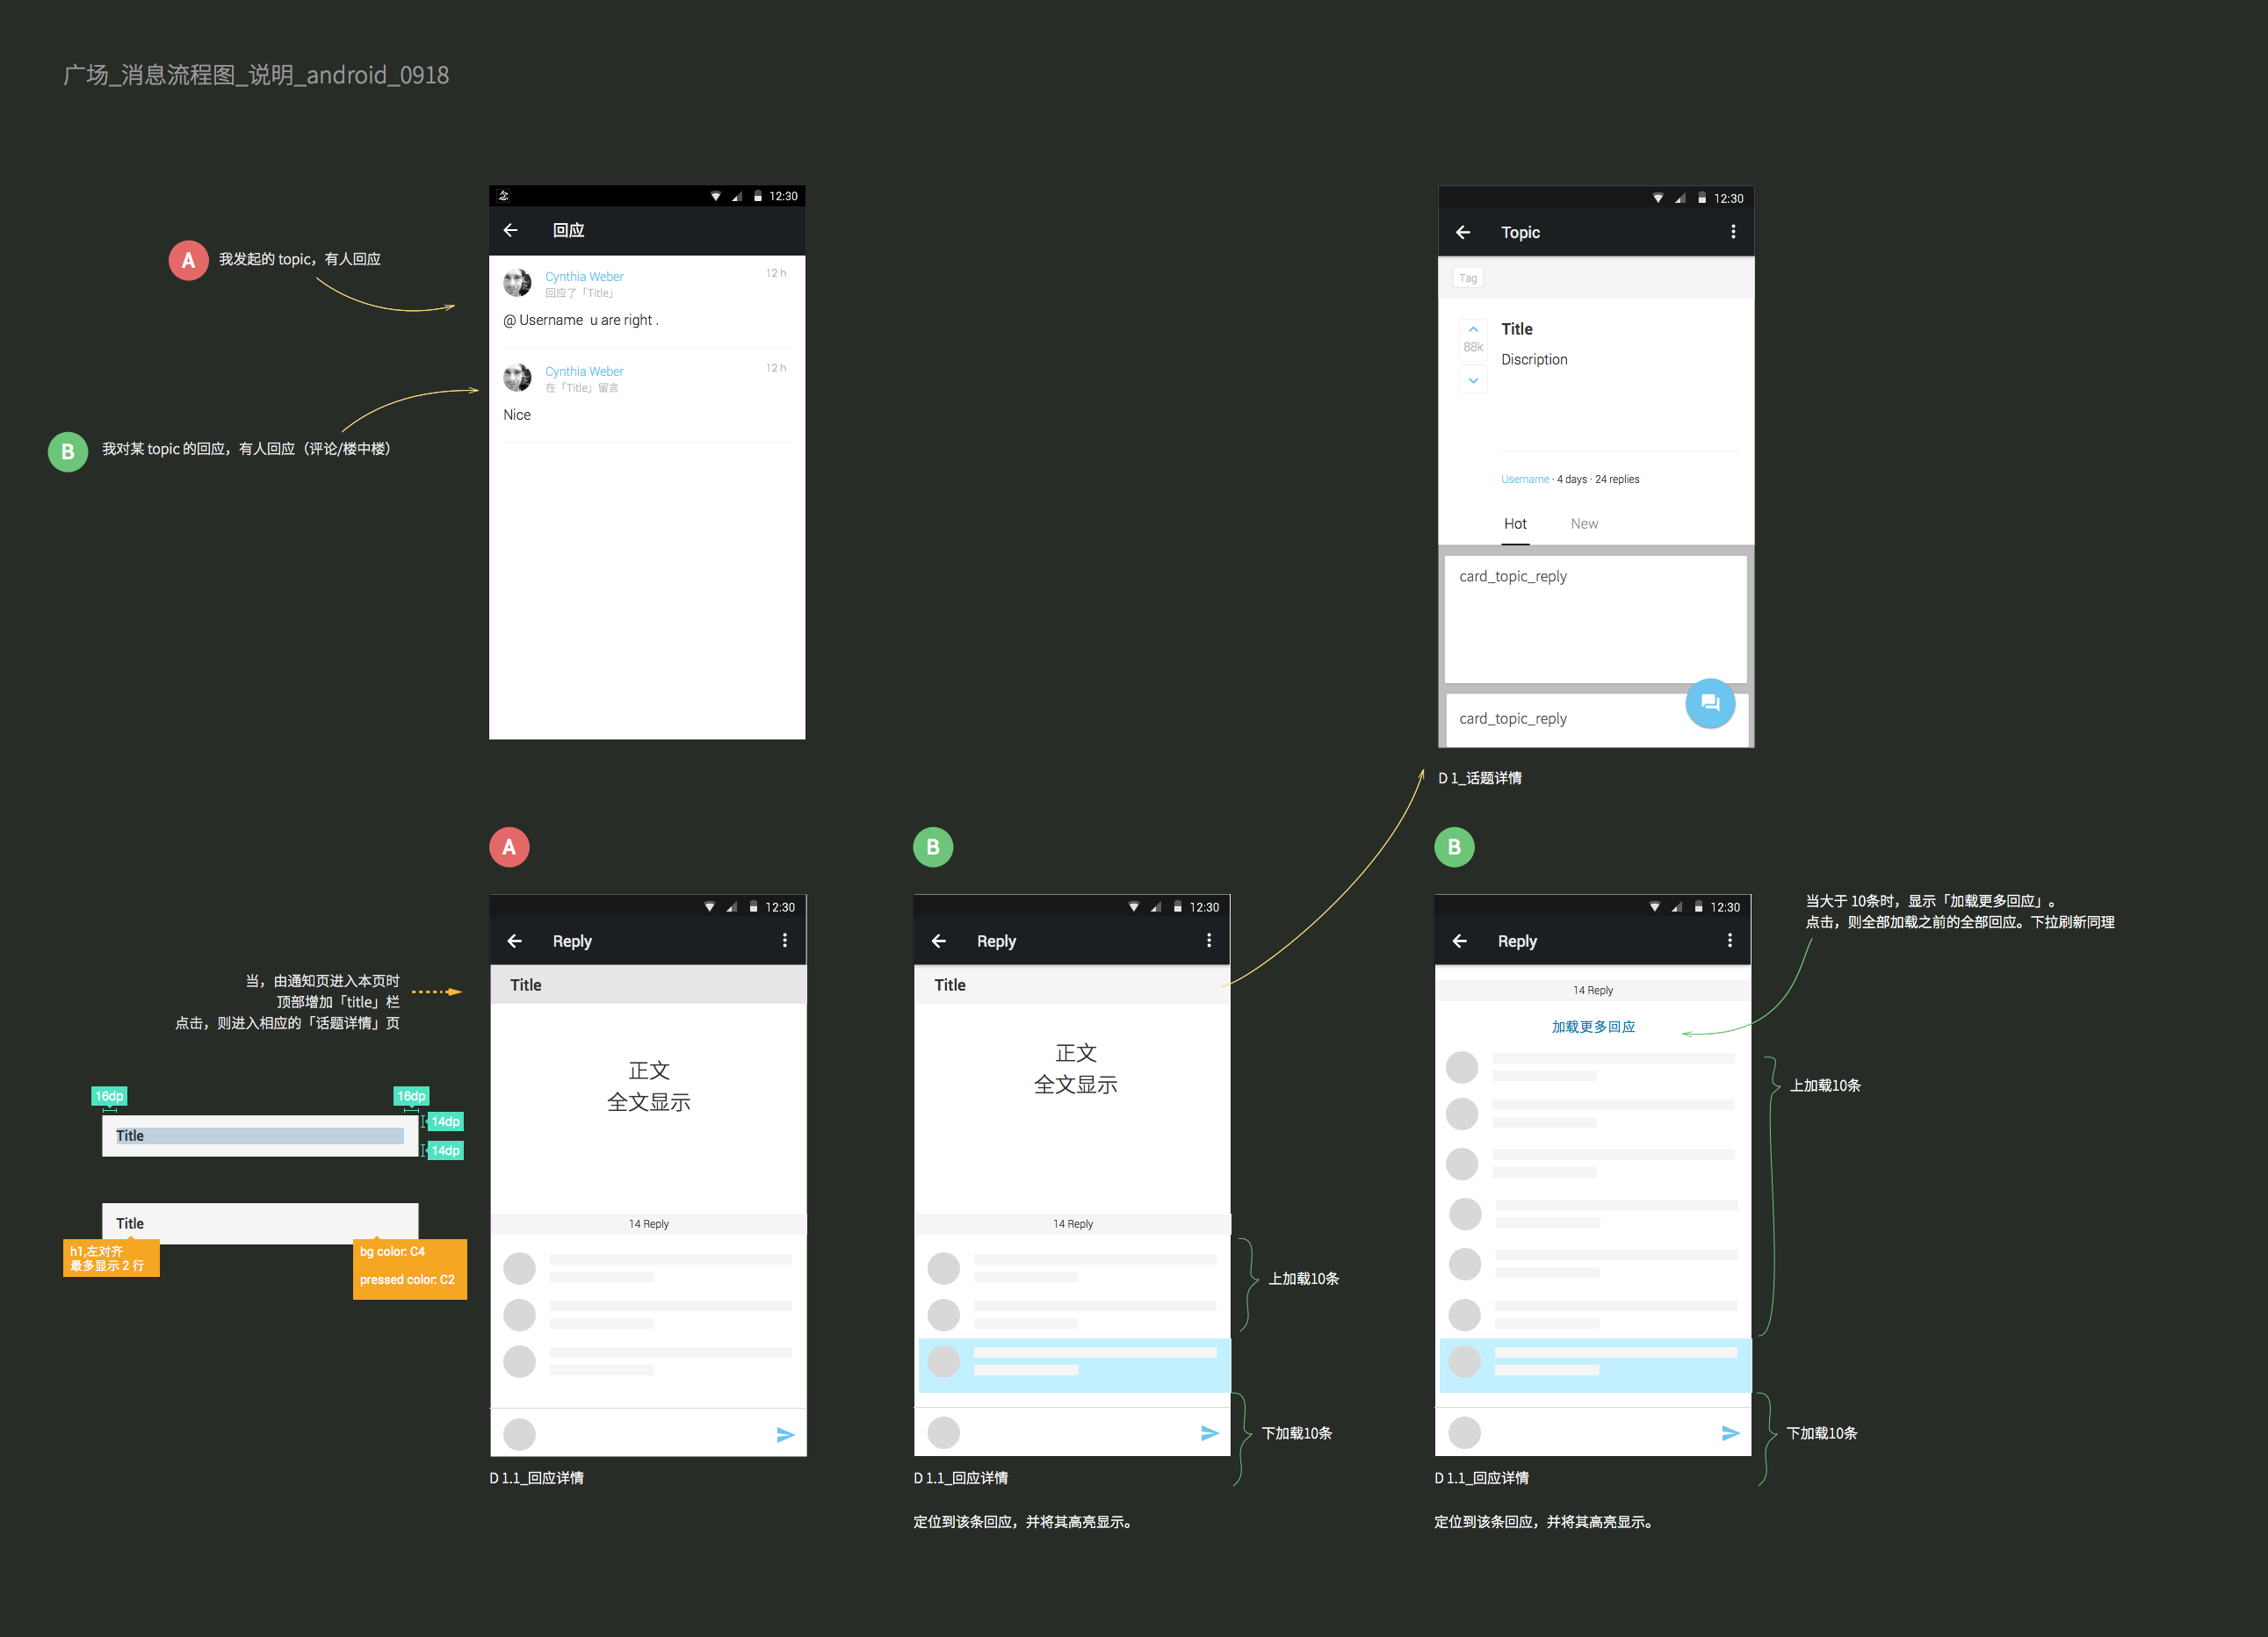 广场_消息流程图_说明_android_0918
念
12:30
回应
A
我发起的 topic，有人回应
B
我对某 topic 的回应，有人回应（评论/楼中楼）
Cynthia Weber
12 h
回应了「Title」
@ Username u are right .
Cynthia Weber
12 h
在「Title」留言
Nice
12:30
Topic
Tag
88k
Title
Discription
Username · 4 days · 24 replies
Hot
New
card_topic_reply
card_topic_reply
D 1_话题详情
A
当，由通知页进入本页时
顶部增加「title」栏
点击，则进入相应的「话题详情」页
16dp
16dp
14dp
14dp
Title
Title
h1,左对齐
最多显示 2 行
bg color: C4
pressed color: C2
12:30
Reply
Title
正文
全文显示
14 Reply
D 1.1_回应详情
B
12:30
Reply
Title
正文
全文显示
14 Reply
上加载10条
下加载10条
D 1.1_回应详情
定位到该条回应，并将其高亮显示。
B
12:30
Reply
14 Reply
加载更多回应
当大于 10条时，显示「加载更多回应」。
点击，则全部加载之前的全部回应。下拉刷新同理
上加载10条
下加载10条
D 1.1_回应详情
定位到该条回应，并将其高亮显示。